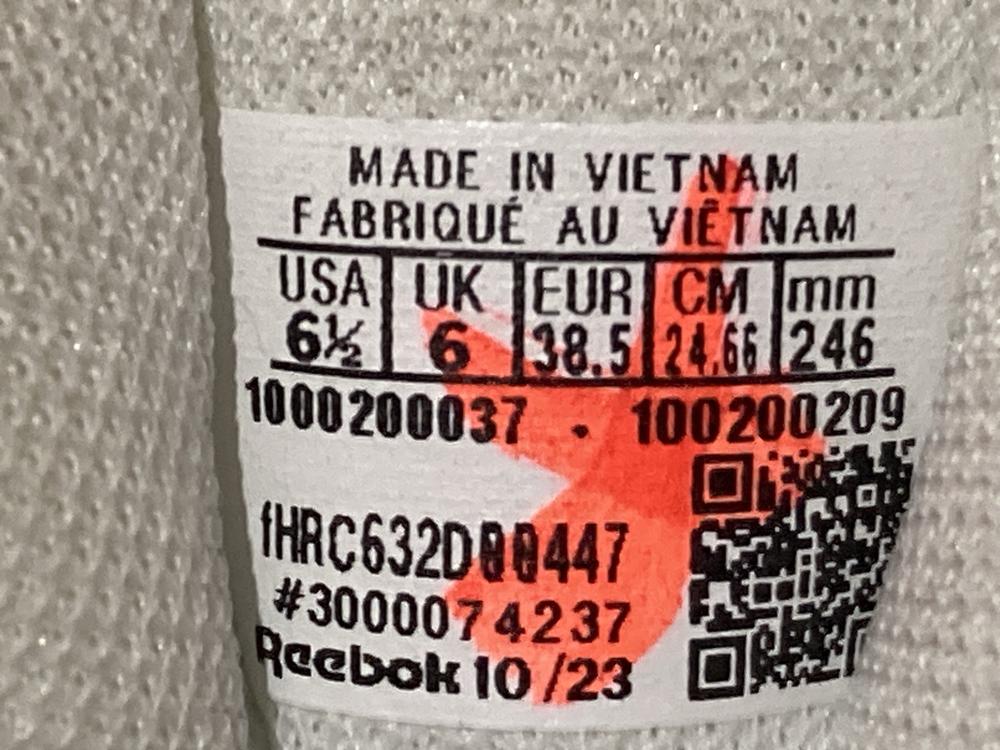 MADE IN VIETNAM
FABRIQUÉ AU VIÊTNAM
USA UK EUR CM mm
6½ 6 38.5 24.66 246
1000200037 . 100200209
fHRC632D00447
#3000074237
Reebok 10/23